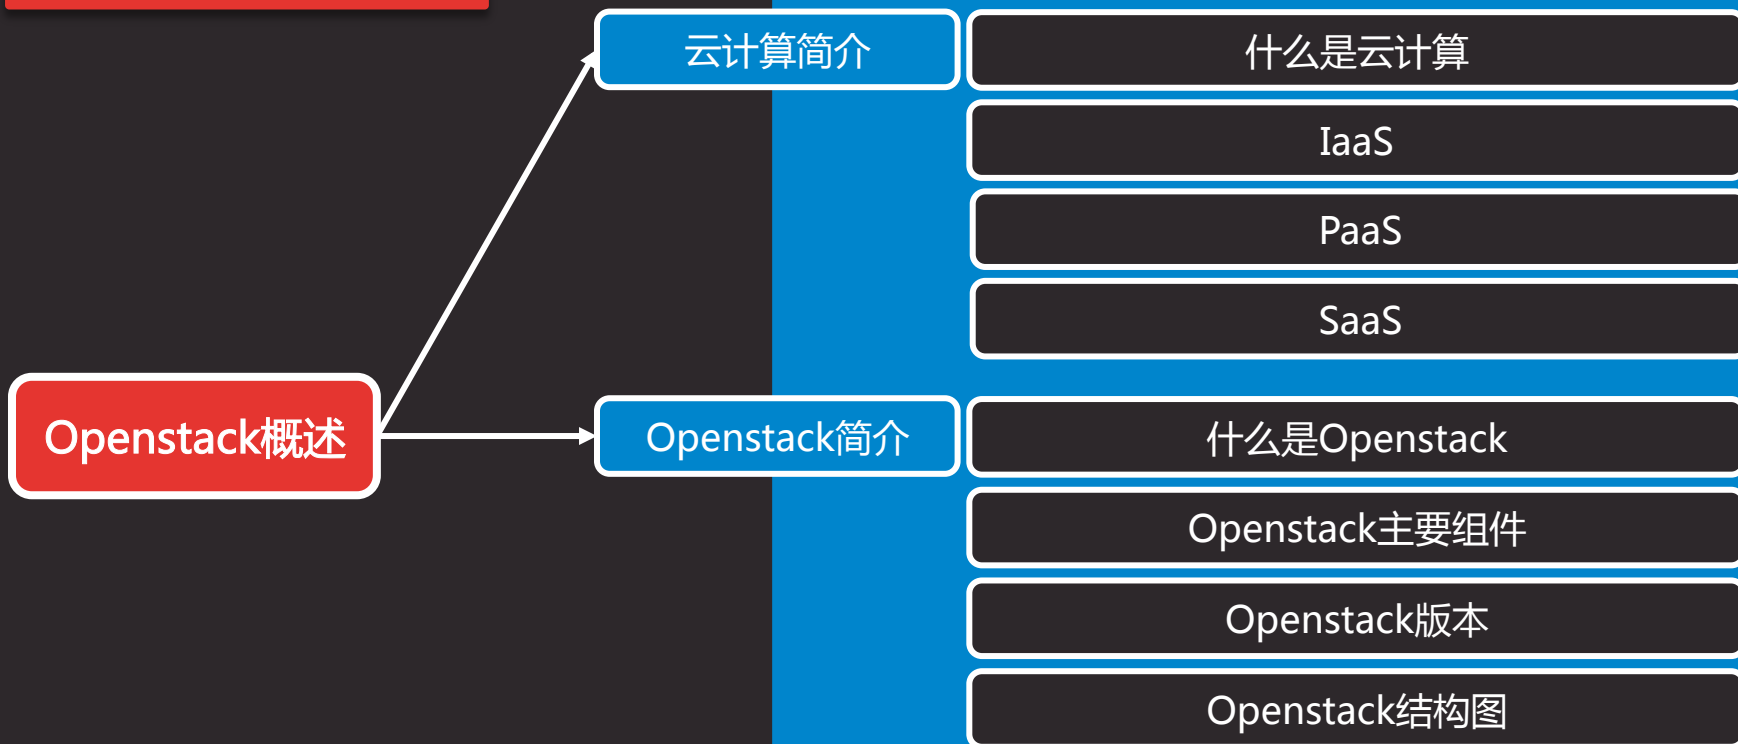 云计算简介
什么是云计算
IaaS
PaaS
SaaS
Openstack概述
Openstack简介
什么是Openstack
Openstack主要组件
Openstack版本
Openstack结构图